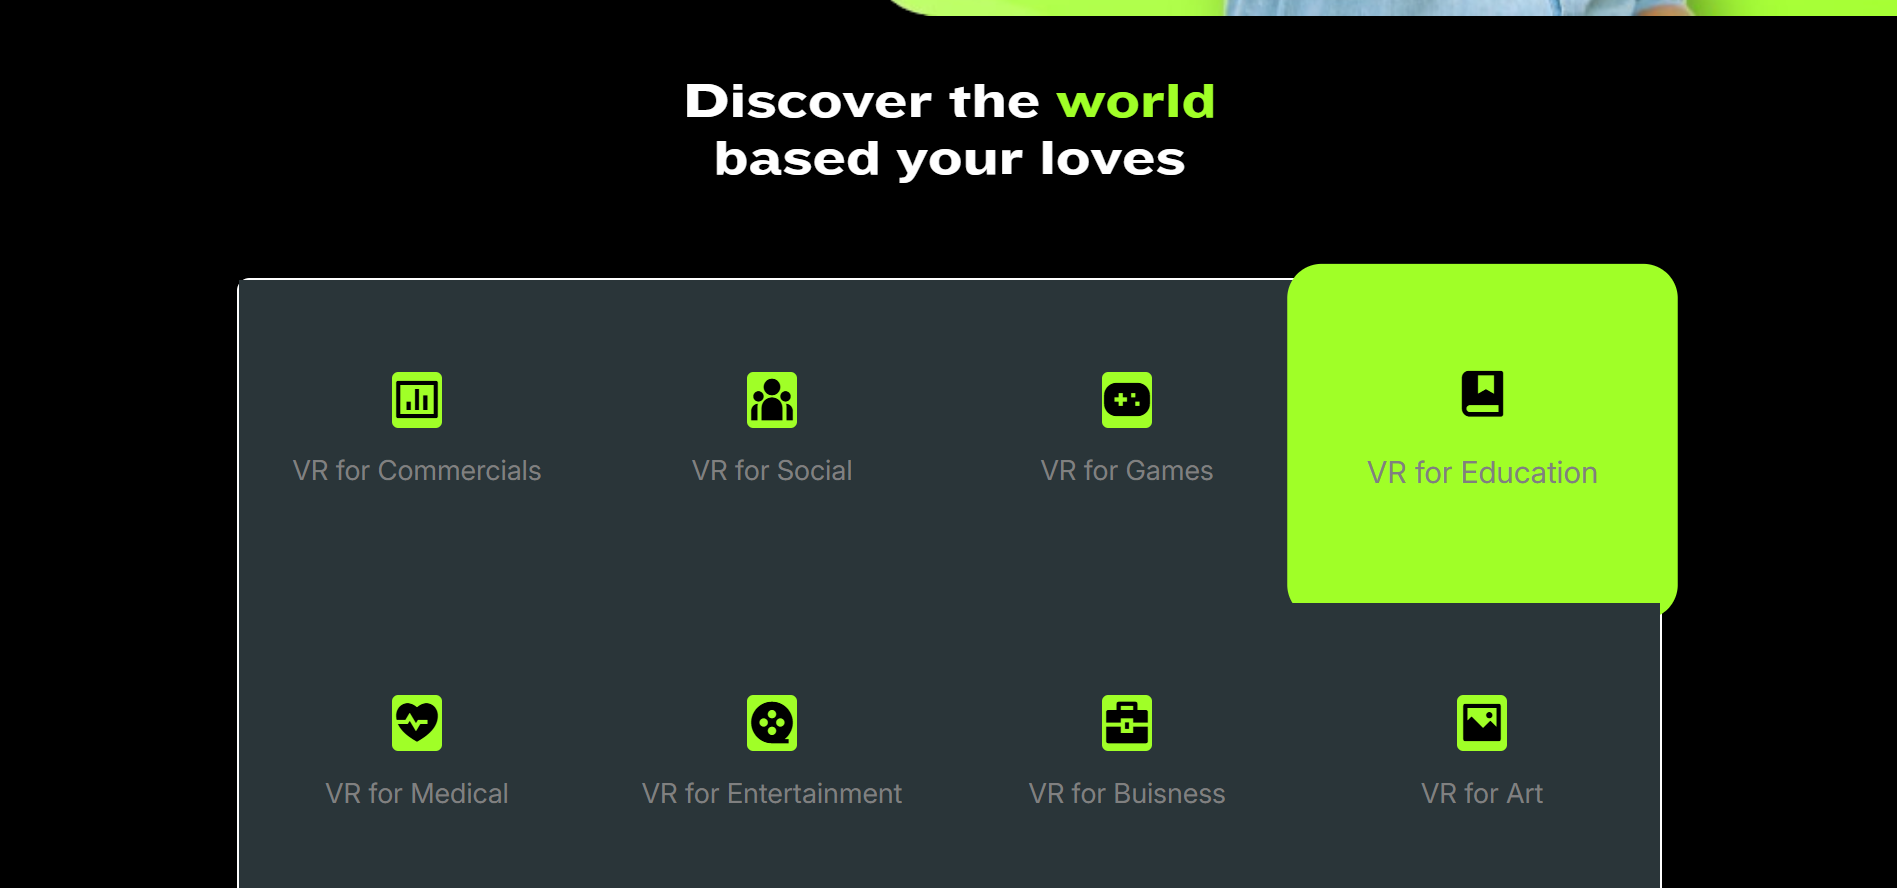 Discover the world
based your loves
VR for Commercials
VR for Social
VR for Games
VR for Education
VR for Medical
VR for Entertainment
VR for Buisness
VR for Art